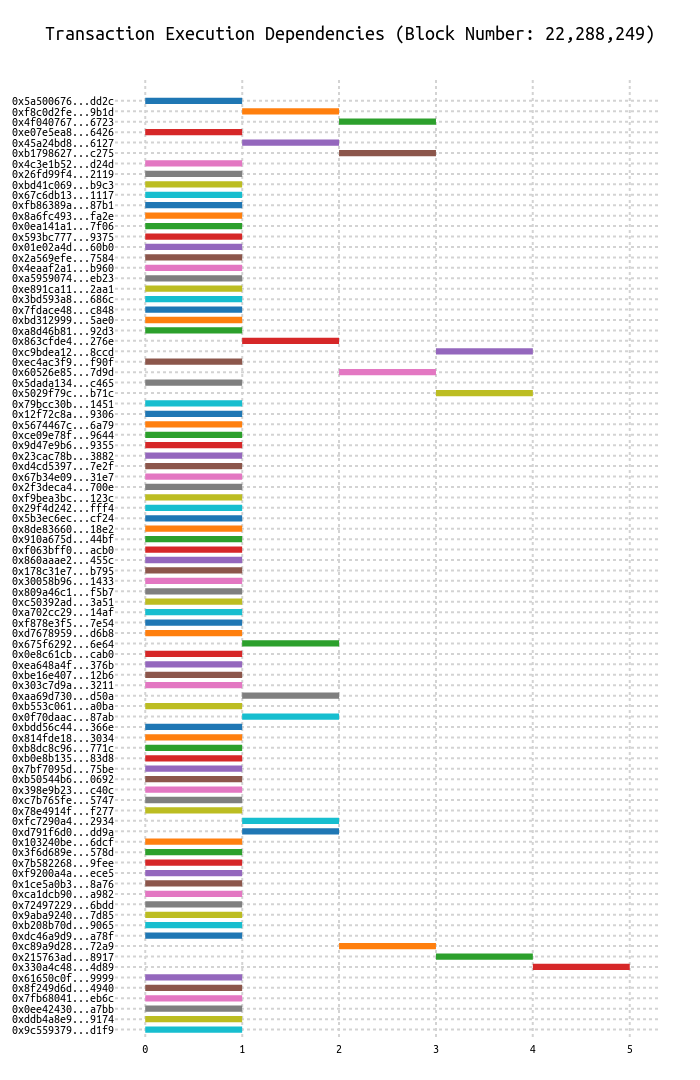 Transaction Execution Dependencies (Block Number: 22,288,249)
0x5a500676...dd2c
0xf8c0d2fe...9b1d
0x4f040767...6723
0xe07e5ea8...6426
0x45a24bd8...6127
0xb1798627...c275
0x4c3e1b52...d24d
0x26fd99f4...2119
0xbd41c069...b9c3
0x67c6db13...1117
0xfb86389a...87b1
0x8a6fc493...fa2e
0x0ea141a1...7f06
0x593bc777...9375
0x01e02a4d...60b0
0x2a569efe...7584
0x4eaaf2a1...b960
0xa5959074...eb23
0xe891ca11...2aa1
0x3bd593a8...686c
0x7fdace48...c848
0xbd312999...5ae0
0xa8d46b81...92d3
0x863cfde4...276e
0xc9bdea12...8ccd
0xec4ac3f9...f90f
0x60526e85...7d9d
0x5dada134...c465
0x5029f79c...b71c
0x79bcc30b...1451
0x12f72c8a...9306
0x5674467c...6a79
0xce09e78f...9644
0x9d47e9b6...9355
0x23cac78b...3882
0xd4cd5397...7e2f
0x67b34e09...31e7
0x2f3deca4...700e
0xf9bea3bc...123c
0x29f4d242...fff4
0x5b3ec6ec...cf24
0x8de83660...18e2
0x910a675d...44bf
0xf063bff0...acb0
0x860aaae2...455c
0x178c31e7...b795
0x30058b96...1433
0x809a46c1...f5b7
0xc50392ad...3a51
0xa702cc29...14af
0xf878e3f5...7e54
0xd7678959...d6b8
0x675f6292...6e64
0x0e8c61cb...cab0
0xea648a4f...376b
0xbe16e407...12b6
0x303c7d9a...3211
0xaa69d730...d50a
0xb553c061...a0ba
0x0f70daac...87ab
0xbdd56c44...366e
0x814fde18...3034
0xb8dc8c96...771c
0xb0e8b135...83d8
0x7bf7095d...75be
0xb50544b6...0692
0x398e9b23...c40c
0xc7b765fe...5747
0x78e4914f...f277
0xfc7290a4...2934
0xd791f6d0...dd9a
0x103240be...6dcf
0x3f6d689e...578d
0x7b582268...9fee
0xf9200a4a...ece5
0x1ce5a0b3...8a76
0xca1dcb90...a982
0x72497229...6bdd
0x9aba9240...7d85
0xb208b70d...9065
0xdc46a9d9...a78f
0xc89a9d28...72a9
0x215763ad...8917
0x330a4c48...4d89
0x61650c0f...9999
0x8f249d6d...4940
0x7fb68041...eb6c
0x0ee42430...a7bb
0xddb4a8e9...9174
0x9c559379...d1f9
0 1 2 3 4 5